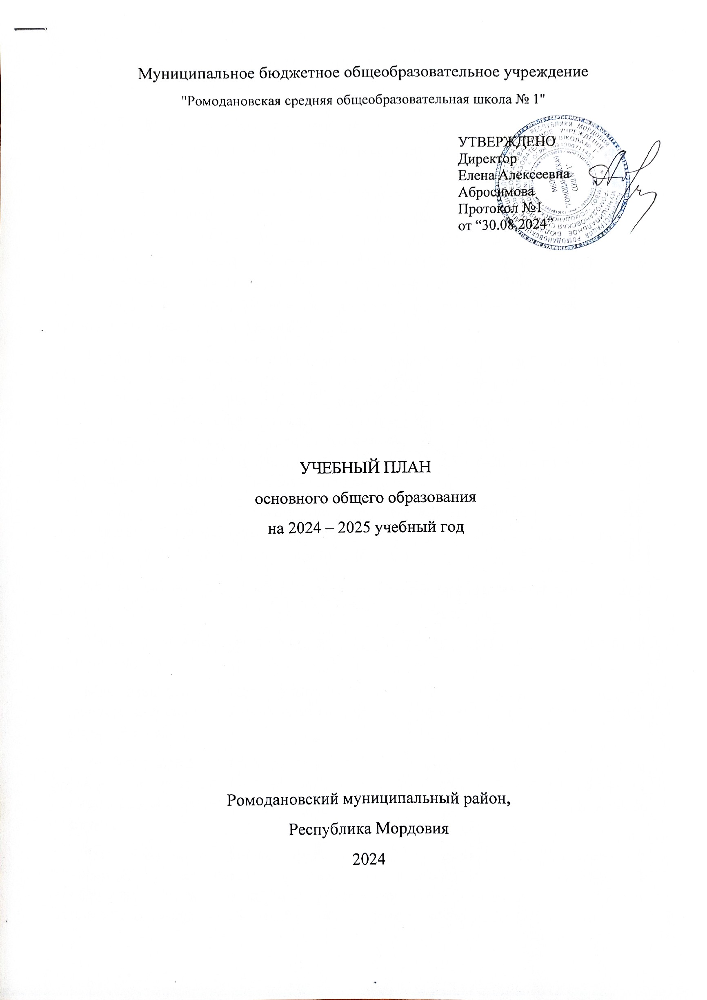 Муниципальное бюджетное общеобразовательное учреждение
"Ромодановская средняя общеобразовательная школа № 1"
УТВЕРЖДЕНО
Директор
Елена Алексеевна
Абросимова
Протокол №1
от “30.08.2024”
УЧЕБНЫЙ ПЛАН
основного общего образования
на 2024 – 2025 учебный год
Ромодановский муниципальный район,
Республика Мордовия
2024